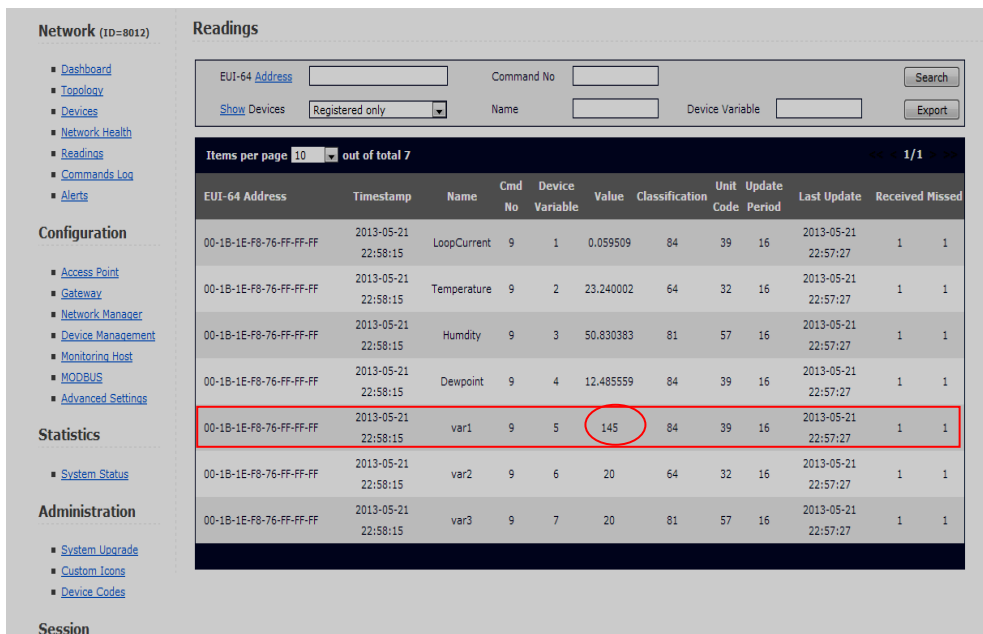 Network (ID=8012)
Dashboard
Topology
Devices
Network Health
Readings
Commands Log
Alerts
Configuration
Access Point
Gateway
Network Manager
Device Management
Monitoring Host
MODBUS
Advanced Settings
Statistics
System Status
Administration
System Upgrade
Custom Icons
Device Codes
Session
Readings
EUI-64 Address Command No Search
Show Devices Registered only Name Device Variable Export
Items per page 10 out of total 7 << < 1/1 > >>
EUI-64 Address Timestamp Name Cmd No Device Variable Value Classification Unit Code Update Period Last Update Received Missed
00-1B-1E-F8-76-FF-FF-FF 2013-05-21 22:58:15 LoopCurrent 9 1 0.059509 84 39 16 2013-05-21 22:57:27 1 1
00-1B-1E-F8-76-FF-FF-FF 2013-05-21 22:58:15 Temperature 9 2 23.240002 64 32 16 2013-05-21 22:57:27 1 1
00-1B-1E-F8-76-FF-FF-FF 2013-05-21 22:58:15 Humdity 9 3 50.830383 81 57 16 2013-05-21 22:57:27 1 1
00-1B-1E-F8-76-FF-FF-FF 2013-05-21 22:58:15 Dewpoint 9 4 12.485559 84 39 16 2013-05-21 22:57:27 1 1
00-1B-1E-F8-76-FF-FF-FF 2013-05-21 22:58:15 var1 9 5 145 84 39 16 2013-05-21 22:57:27 1 1
00-1B-1E-F8-76-FF-FF-FF 2013-05-21 22:58:15 var2 9 6 20 64 32 16 2013-05-21 22:57:27 1 1
00-1B-1E-F8-76-FF-FF-FF 2013-05-21 22:58:15 var3 9 7 20 81 57 16 2013-05-21 22:57:27 1 1